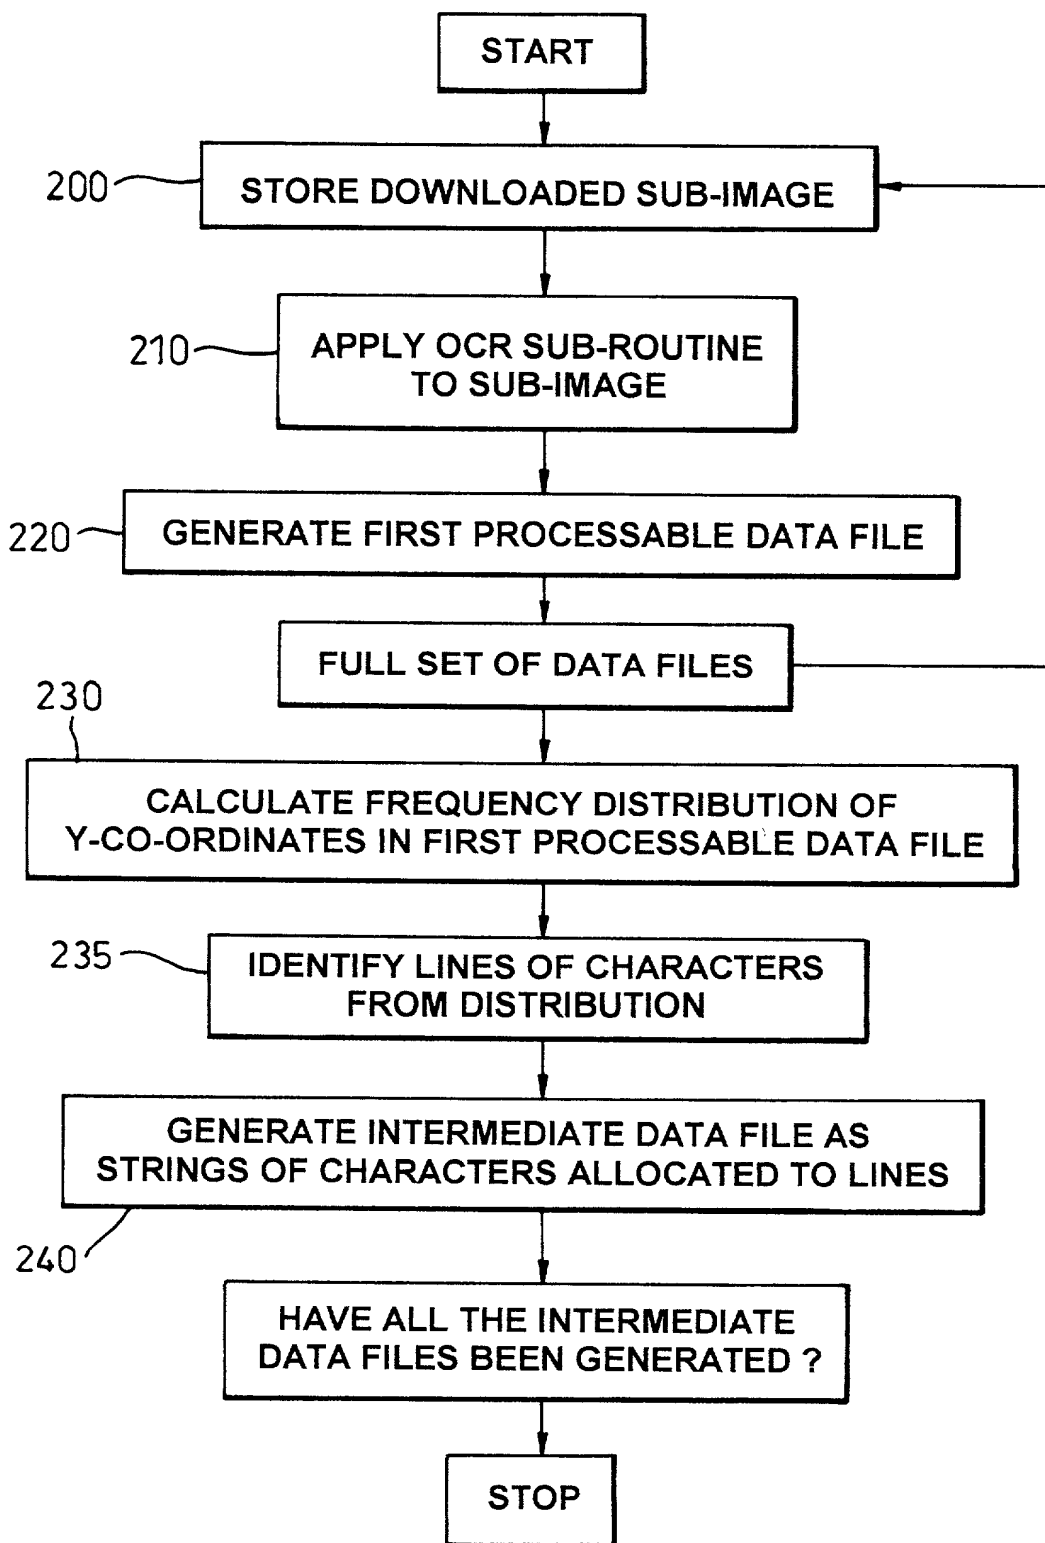 START
200
STORE DOWNLOADED SUB-IMAGE
210
APPLY OCR SUB-ROUTINE
TO SUB-IMAGE
220
GENERATE FIRST PROCESSABLE DATA FILE
FULL SET OF DATA FILES
230
CALCULATE FREQUENCY DISTRIBUTION OF
Y-CO-ORDINATES IN FIRST PROCESSABLE DATA FILE
235
IDENTIFY LINES OF CHARACTERS
FROM DISTRIBUTION
GENERATE INTERMEDIATE DATA FILE AS
STRINGS OF CHARACTERS ALLOCATED TO LINES
240
HAVE ALL THE INTERMEDIATE
DATA FILES BEEN GENERATED ?
STOP